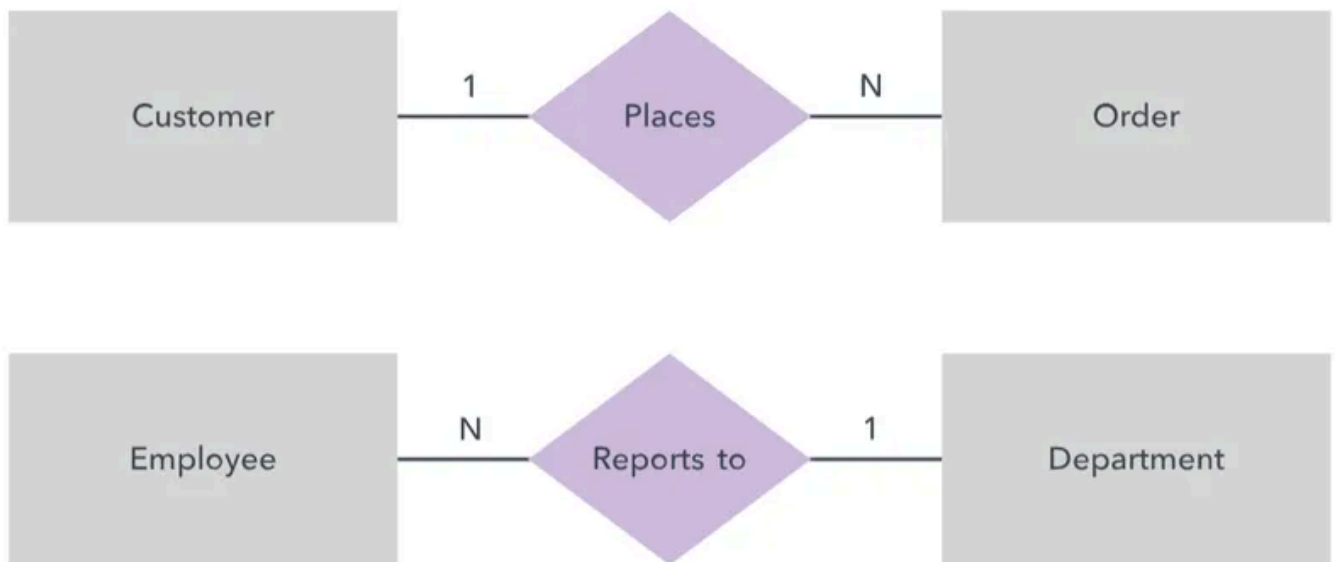 1
N
Customer
Places
Order
N
1
Employee
Reports to
Department